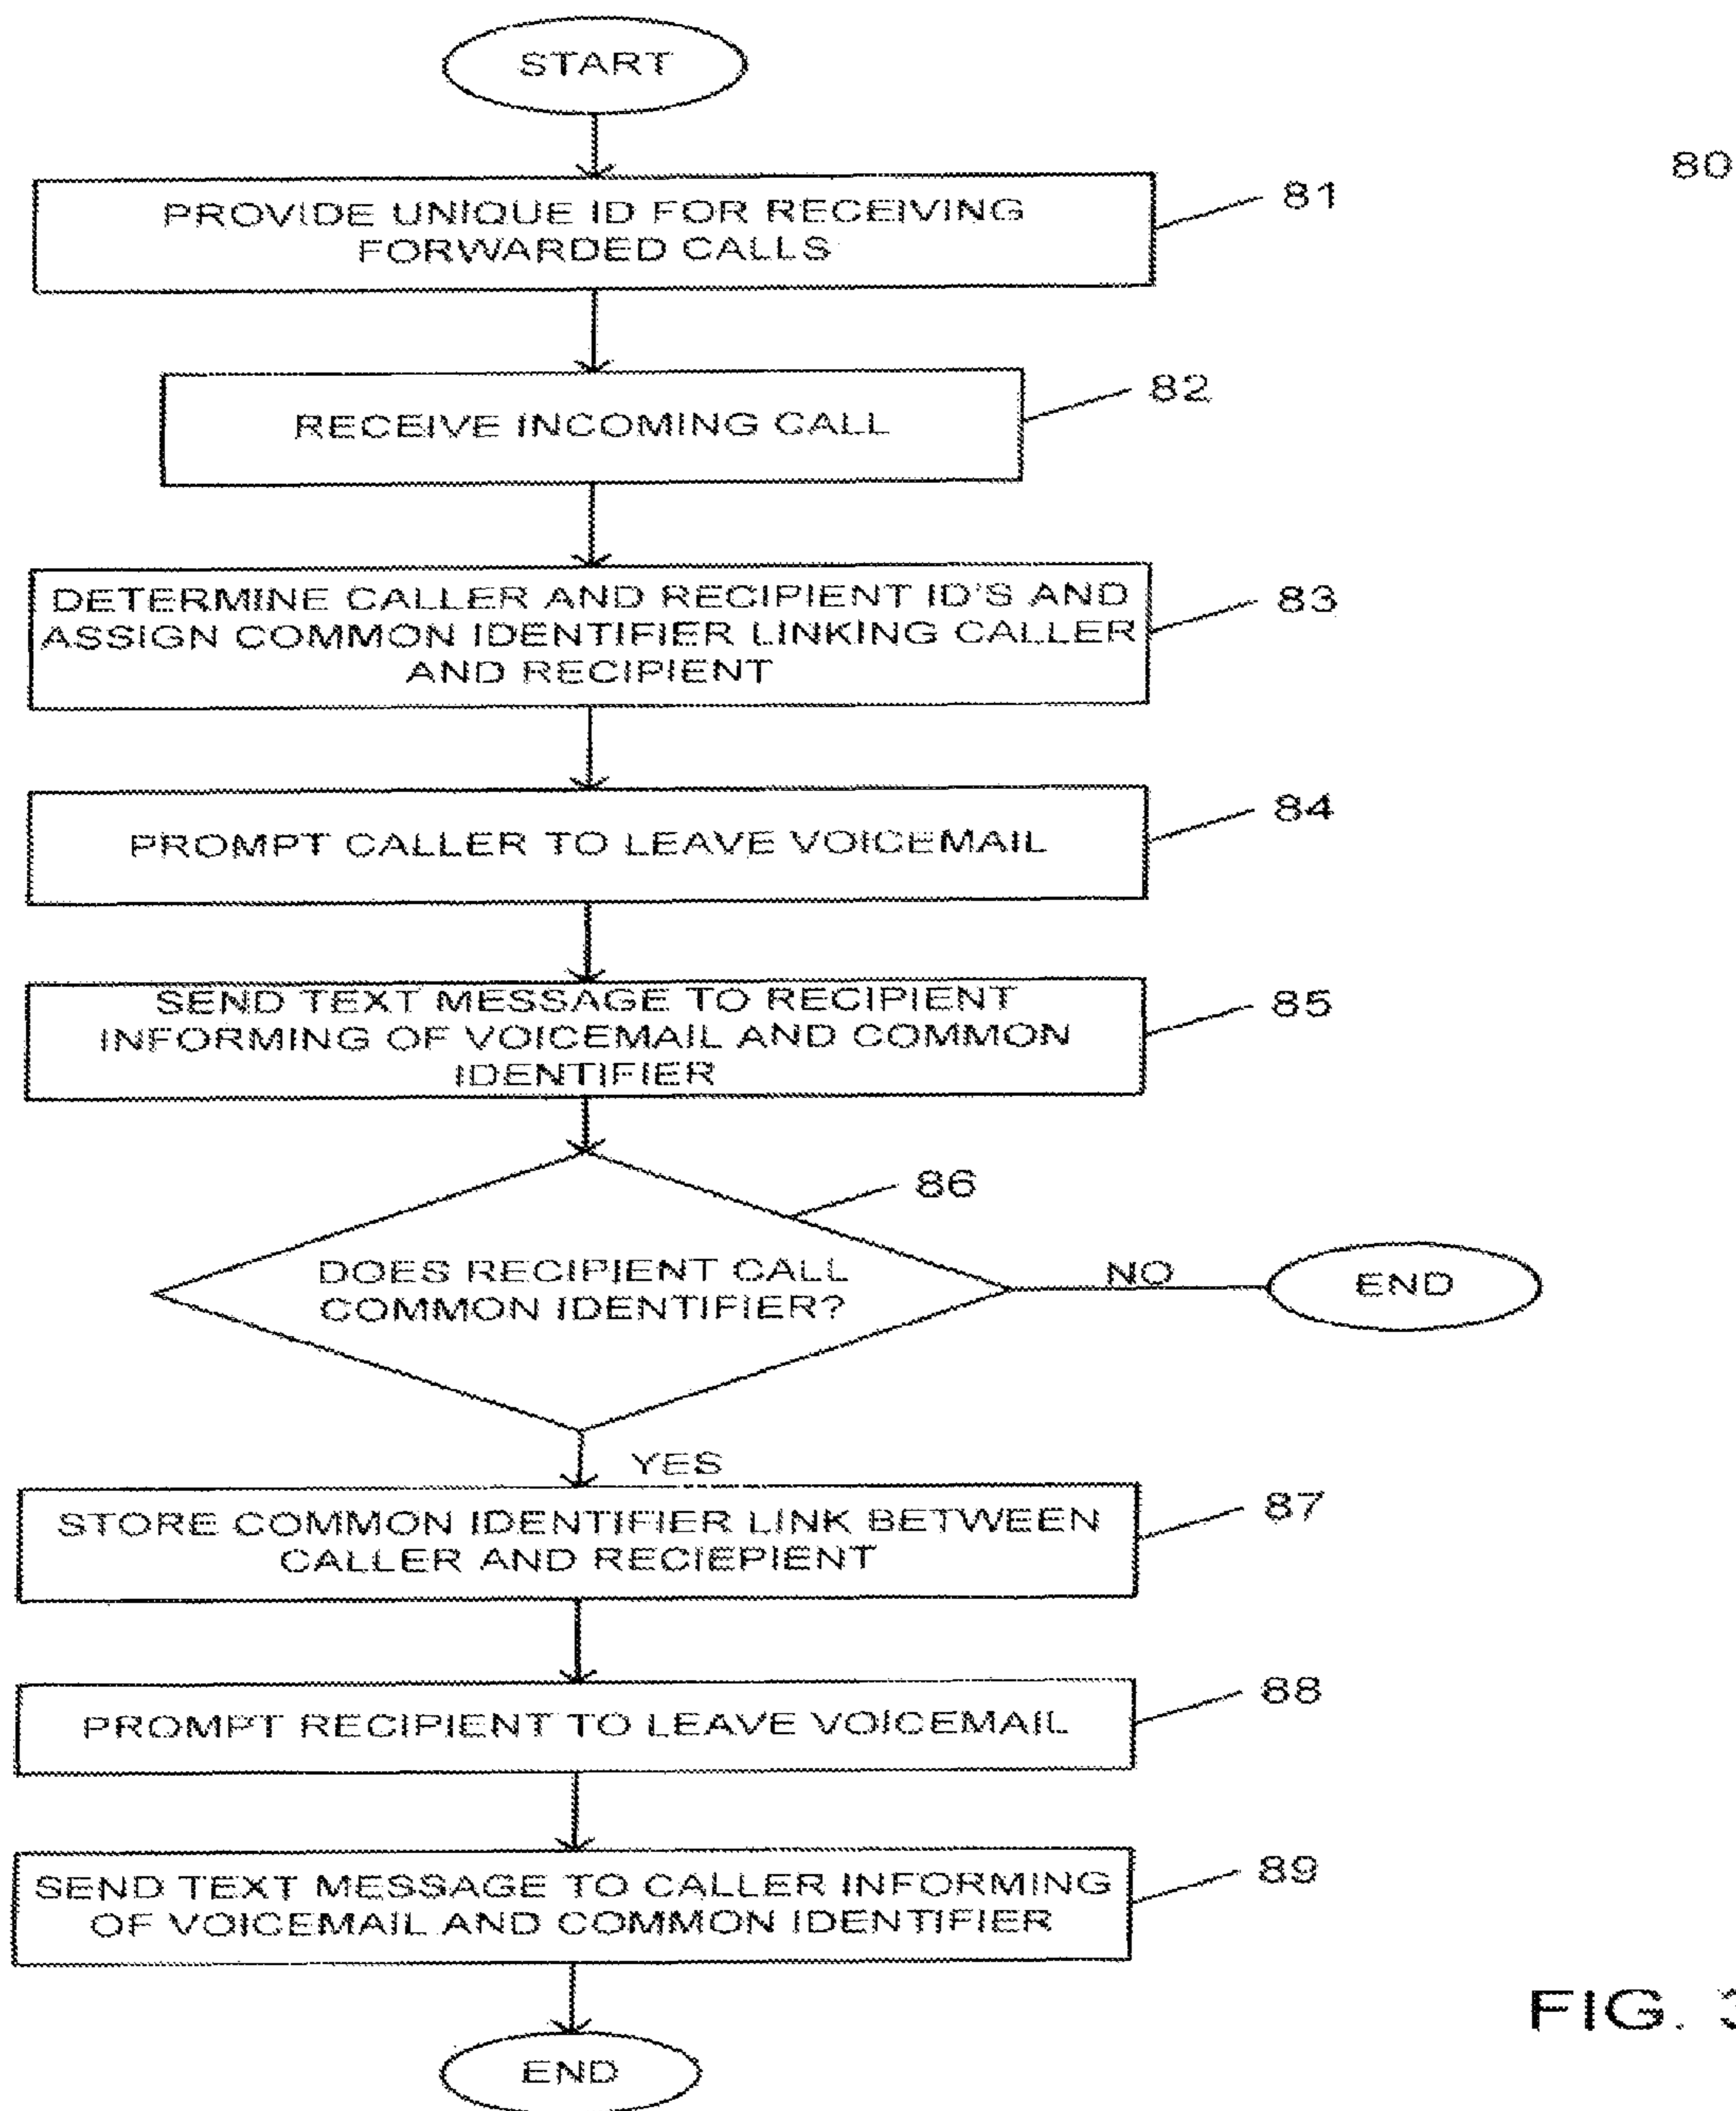 START
80
PROVIDE UNIQUE ID FOR RECEIVING
FORWARDED CALLS
81
RECEIVE INCOMING CALL
82
DETERMINE CALLER AND RECIPIENT ID'S AND
ASSIGN COMMON IDENTIFIER LINKING CALLER
AND RECIPIENT
83
PROMPT CALLER TO LEAVE VOICEMAIL
84
SEND TEXT MESSAGE TO RECIPIENT
INFORMING OF VOICEMAIL AND COMMON
IDENTIFIER
85
86
DOES RECIPIENT CALL
COMMON IDENTIFIER?
NO
END
YES
STORE COMMON IDENTIFIER LINK BETWEEN
CALLER AND RECIEPIENT
87
PROMPT RECIPIENT TO LEAVE VOICEMAIL
88
SEND TEXT MESSAGE TO CALLER INFORMING
OF VOICEMAIL AND COMMON IDENTIFIER
89
END
FIG. 3